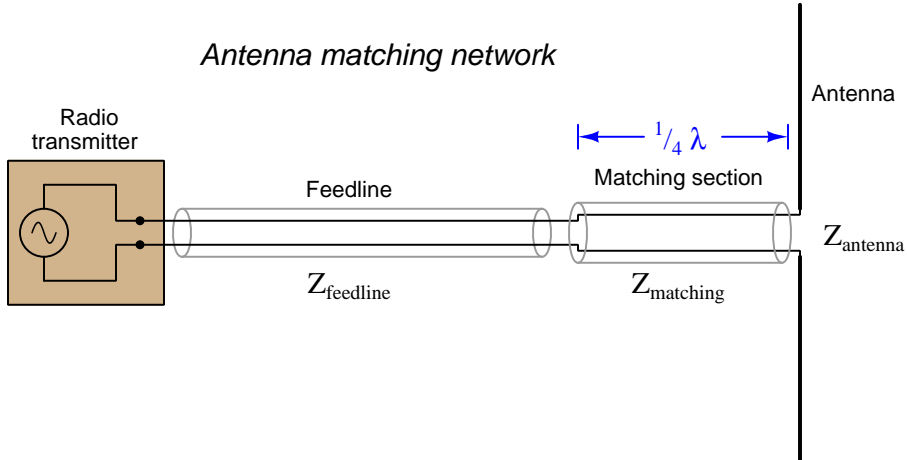 Antenna matching network
Radio
transmitter
Antenna
1/4 λ
Feedline
Matching section
Zfeedline
Zmatching
Zantenna